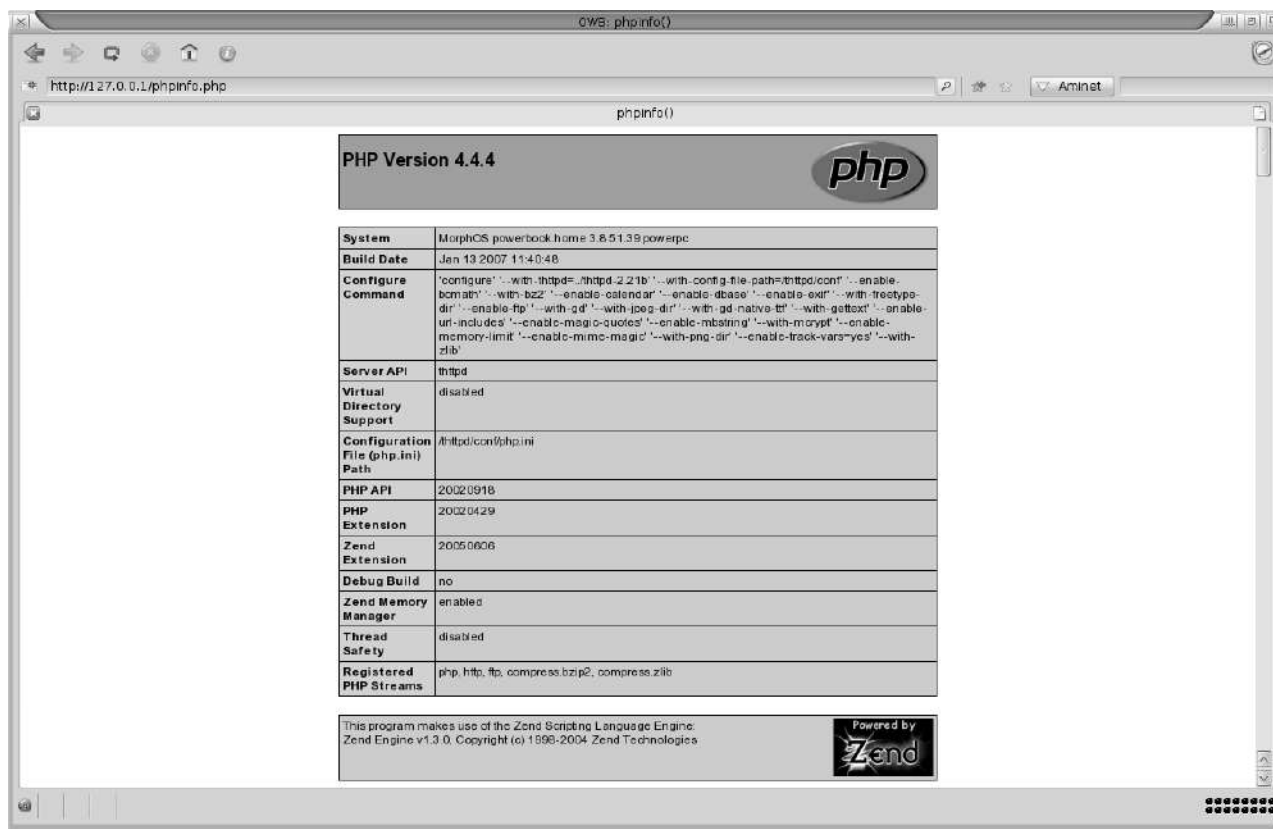 OWB: phpinfo()
http://127.0.0.1/phpinfo.php
Aminet
phpinfo()
PHP Version 4.4.4
php
System MorphOS powerbook.home 3.8 51.39 powerpc
Build Date Jan 13 2007 11:40:48
Configure Command 'configure' '--with-thttpd=../thttpd-2.21b' '--with-config-file-path=/thttpd/conf' '--enable-
bcmath' '--with-bz2' '--enable-calendar' '--enable-dbase' '--enable-exif' '--with-freetype-
dir' '--enable-ftp' '--with-gd' '--with-jpeg-dir' '--with-gd-native-ttf' '--with-gettext' '--enable-
url-includes' '--enable-magic-quotes' '--enable-mbstring' '--with-mcrypt' '--enable-
memory-limit' '--enable-mime-magic' '--with-png-dir' '--enable-track-vars=yes' '--with-
zlib'
Server API thttpd
Virtual Directory Support disabled
Configuration File (php.ini) Path /thttpd/conf/php.ini
PHP API 20020918
PHP Extension 20020429
Zend Extension 20050606
Debug Build no
Zend Memory Manager enabled
Thread Safety disabled
Registered PHP Streams php, http, ftp, compress.bzip2, compress.zlib
This program makes use of the Zend Scripting Language Engine:
Zend Engine v1.3.0, Copyright (c) 1998-2004 Zend Technologies
Powered by
Zend